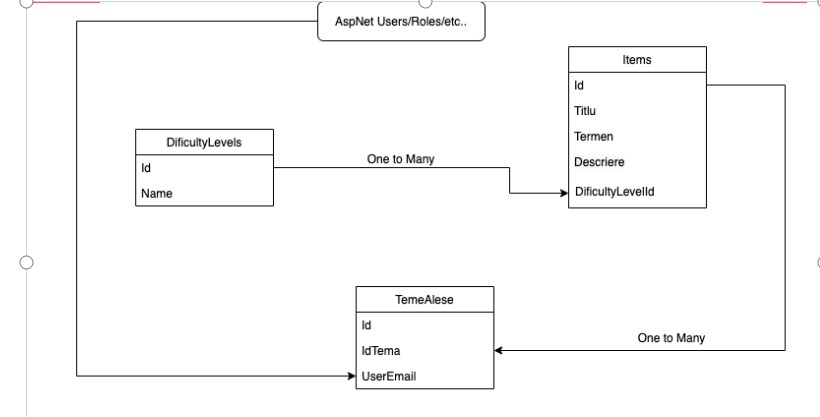 AspNet Users/Roles/etc..
Items
Id
Titlu
Termen
Descriere
DificultyLevelId
DificultyLevels
Id
Name
One to Many
TemeAlese
Id
IdTema
UserEmail
One to Many